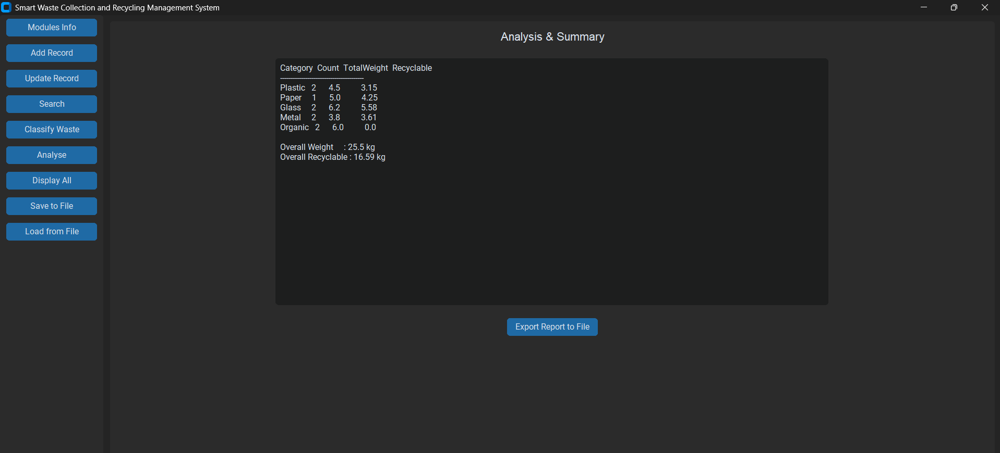 Smart Waste Collection and Recycling Management System
Modules Info
Add Record
Update Record
Search
Classify Waste
Analyse
Display All
Save to File
Load from File
Analysis & Summary
Category Count TotalWeight Recyclable
----------------------------------------
Plastic 2 4.5 3.15
Paper 1 5.0 4.25
Glass 2 6.2 5.58
Metal 2 3.8 3.61
Organic 2 6.0 0.0
Overall Weight : 25.5 kg
Overall Recyclable : 16.59 kg
Export Report to File